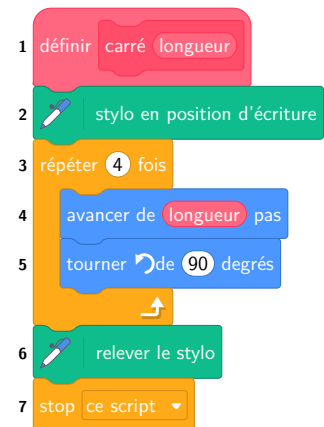 1 définir carré longueur
2 stylo en position d'écriture
3 répéter 4 fois
4 avancer de longueur pas
5 tourner de 90 degrés
6 relever le stylo
7 stop ce script